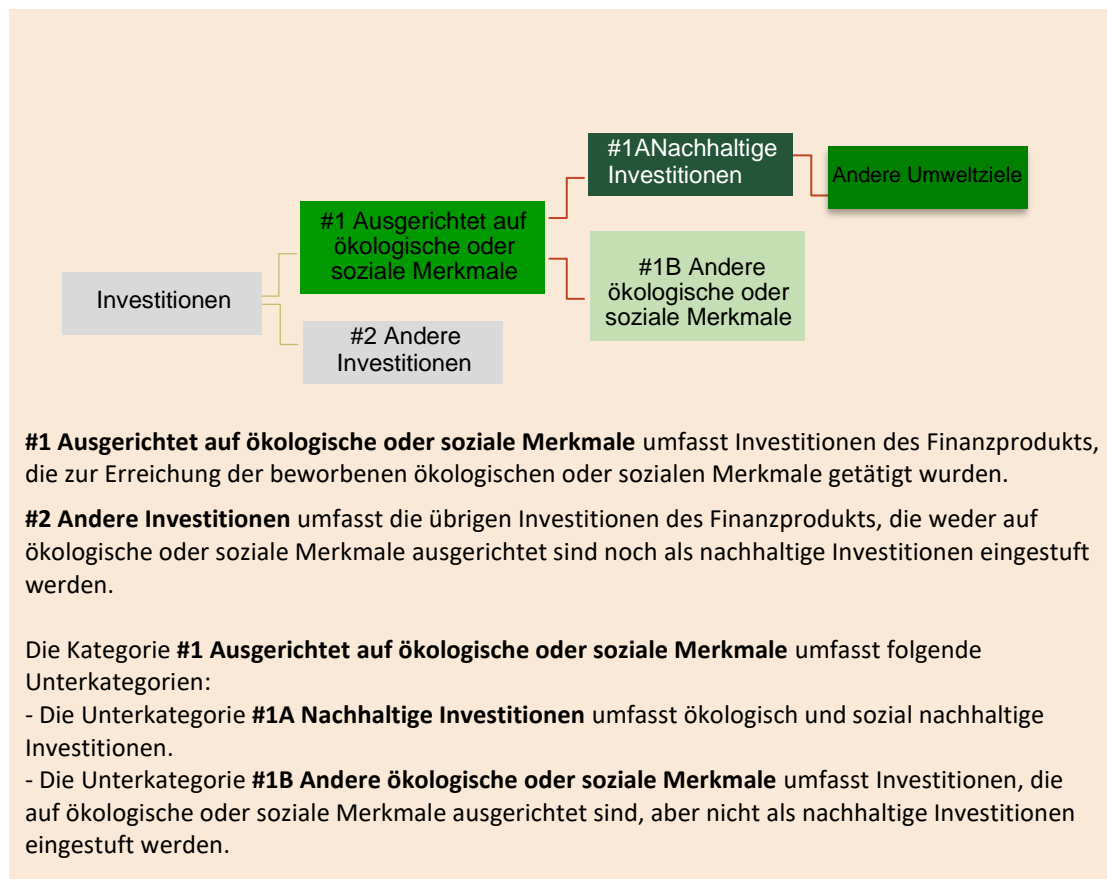 #1ANachhaltige
Investitionen
Andere Umweltziele
#1 Ausgerichtet auf
ökologische oder
soziale Merkmale
#1B Andere
ökologische oder
soziale Merkmale
Investitionen
#2 Andere
Investitionen
#1 Ausgerichtet auf ökologische oder soziale Merkmale umfasst Investitionen des Finanzprodukts,
die zur Erreichung der beworbenen ökologischen oder sozialen Merkmale getätigt wurden.
#2 Andere Investitionen umfasst die übrigen Investitionen des Finanzprodukts, die weder auf
ökologische oder soziale Merkmale ausgerichtet sind noch als nachhaltige Investitionen eingestuft
werden.
Die Kategorie #1 Ausgerichtet auf ökologische oder soziale Merkmale umfasst folgende
Unterkategorien:
- Die Unterkategorie #1A Nachhaltige Investitionen umfasst ökologisch und sozial nachhaltige
Investitionen.
- Die Unterkategorie #1B Andere ökologische oder soziale Merkmale umfasst Investitionen, die
auf ökologische oder soziale Merkmale ausgerichtet sind, aber nicht als nachhaltige Investitionen
eingestuft werden.